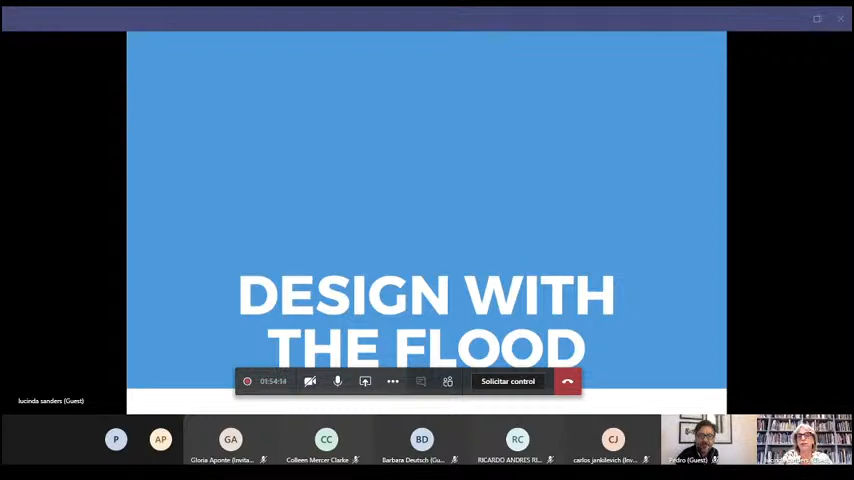 DESIGN WITH
THE FLOOD
01:54:14
Solicitar control
lucinda sanders (Guest)
P
AP
GA
CC
BD
RC
CJ
Gloria Aponte (Invita...
Colleen Mercer Clarke
Barbara Deutsch (Gu...
RICARDO ANDRES RI...
carlos jankilevich (Inv...
Pedro (Guest)